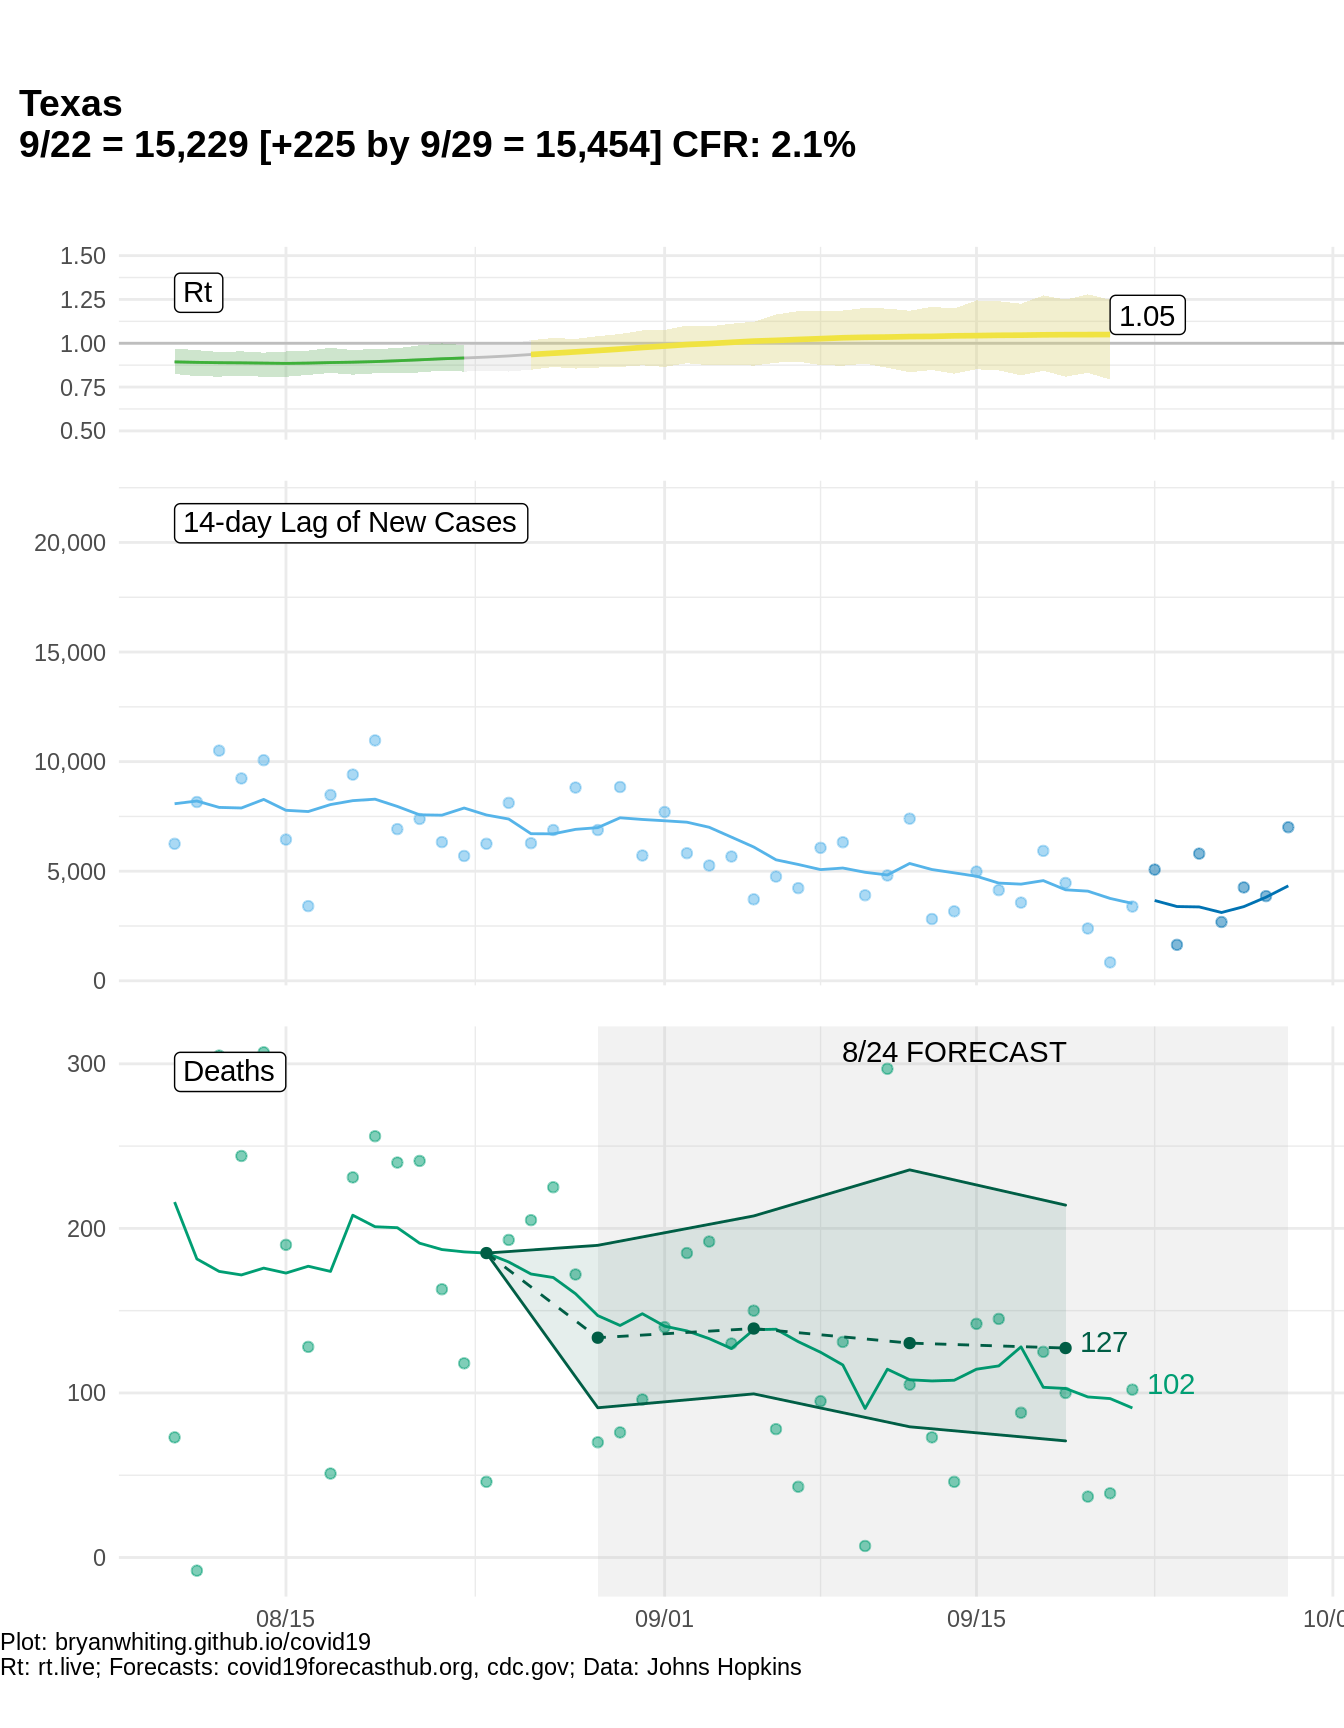 Texas
9/22 = 15,229 [+225 by 9/29 = 15,454] CFR: 2.1%
1.50
1.25
1.00
0.75
0.50
Rt
1.05
14-day Lag of New Cases
20,000
15,000
10,000
5,000
0
Deaths
8/24 FORECAST
300
200
100
0
127
102
08/15
09/01
09/15
10/0
Plot: bryanwhiting.github.io/covid19
Rt: rt.live; Forecasts: covid19forecasthub.org, cdc.gov; Data: Johns Hopkins